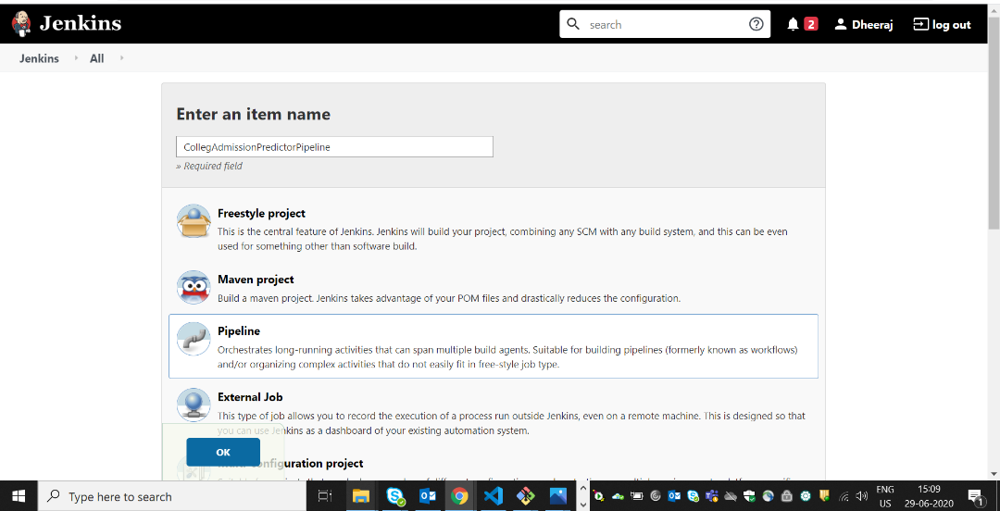 Jenkins
search
2
Dheeraj
log out
Jenkins
All
Enter an item name
CollegAdmissionPredictorPipeline
» Required field
Freestyle project
This is the central feature of Jenkins. Jenkins will build your project, combining any SCM with any build system, and this can be even
used for something other than software build.
Maven project
Build a maven project. Jenkins takes advantage of your POM files and drastically reduces the configuration.
Pipeline
Orchestrates long-running activities that can span multiple build agents. Suitable for building pipelines (formerly known as workflows)
and/or organizing complex activities that do not easily fit in free-style job type.
External Job
This type of job allows you to record the execution of a process run outside Jenkins, even on a remote machine. This is designed so that
you can use Jenkins as a dashboard of your existing automation system.
OK
configuration project
Type here to search
ENG
US
15:09
29-06-2020
1